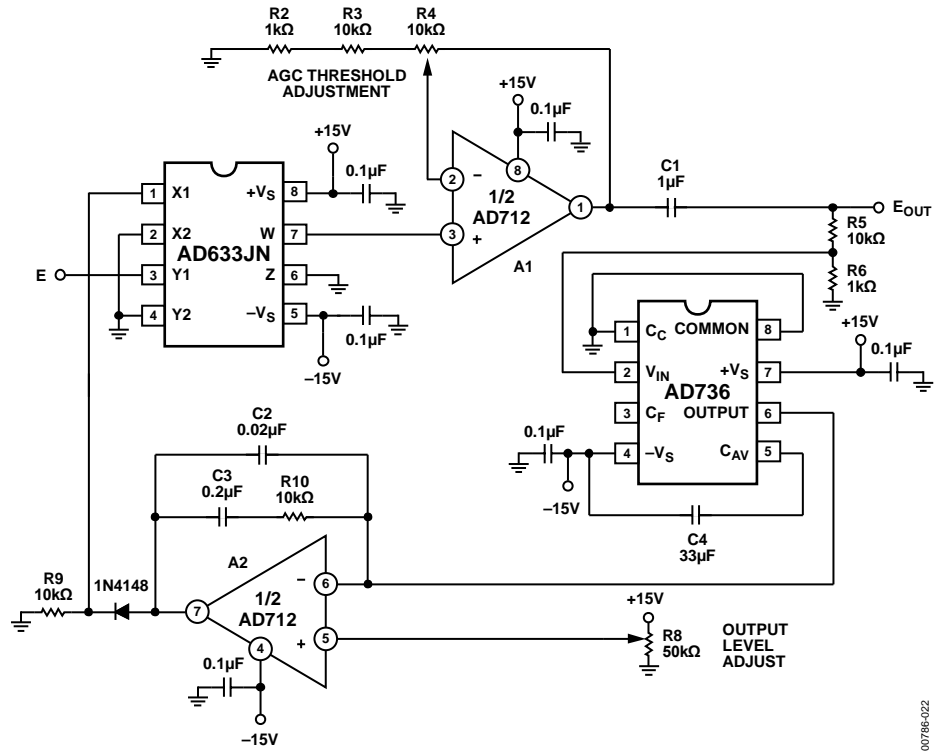 R2
1kΩ
R3
10kΩ
R4
10kΩ
AGC THRESHOLD
ADJUSTMENT
+15V
0.1µF
+15V
0.1µF
1 X1
2 X2
3 Y1
4 Y2
AD633JN
+VS 8
W 7
Z 6
–VS 5
E
0.1µF
–15V
2
–
3
+
8
1/2
AD712
1
A1
C1
1µF
EOUT
R5
10kΩ
R6
1kΩ
1 CC
COMMON 8
2 VIN
+VS 7
AD736
3 CF
OUTPUT 6
4 –VS
CAV 5
+15V
0.1µF
0.1µF
–15V
C4
33µF
C2
0.02µF
C3
0.2µF
R10
10kΩ
R9
10kΩ
1N4148
A2
7
1/2
AD712
–
6
+
5
4
0.1µF
–15V
+15V
R8
50kΩ
OUTPUT
LEVEL
ADJUST
00786-022